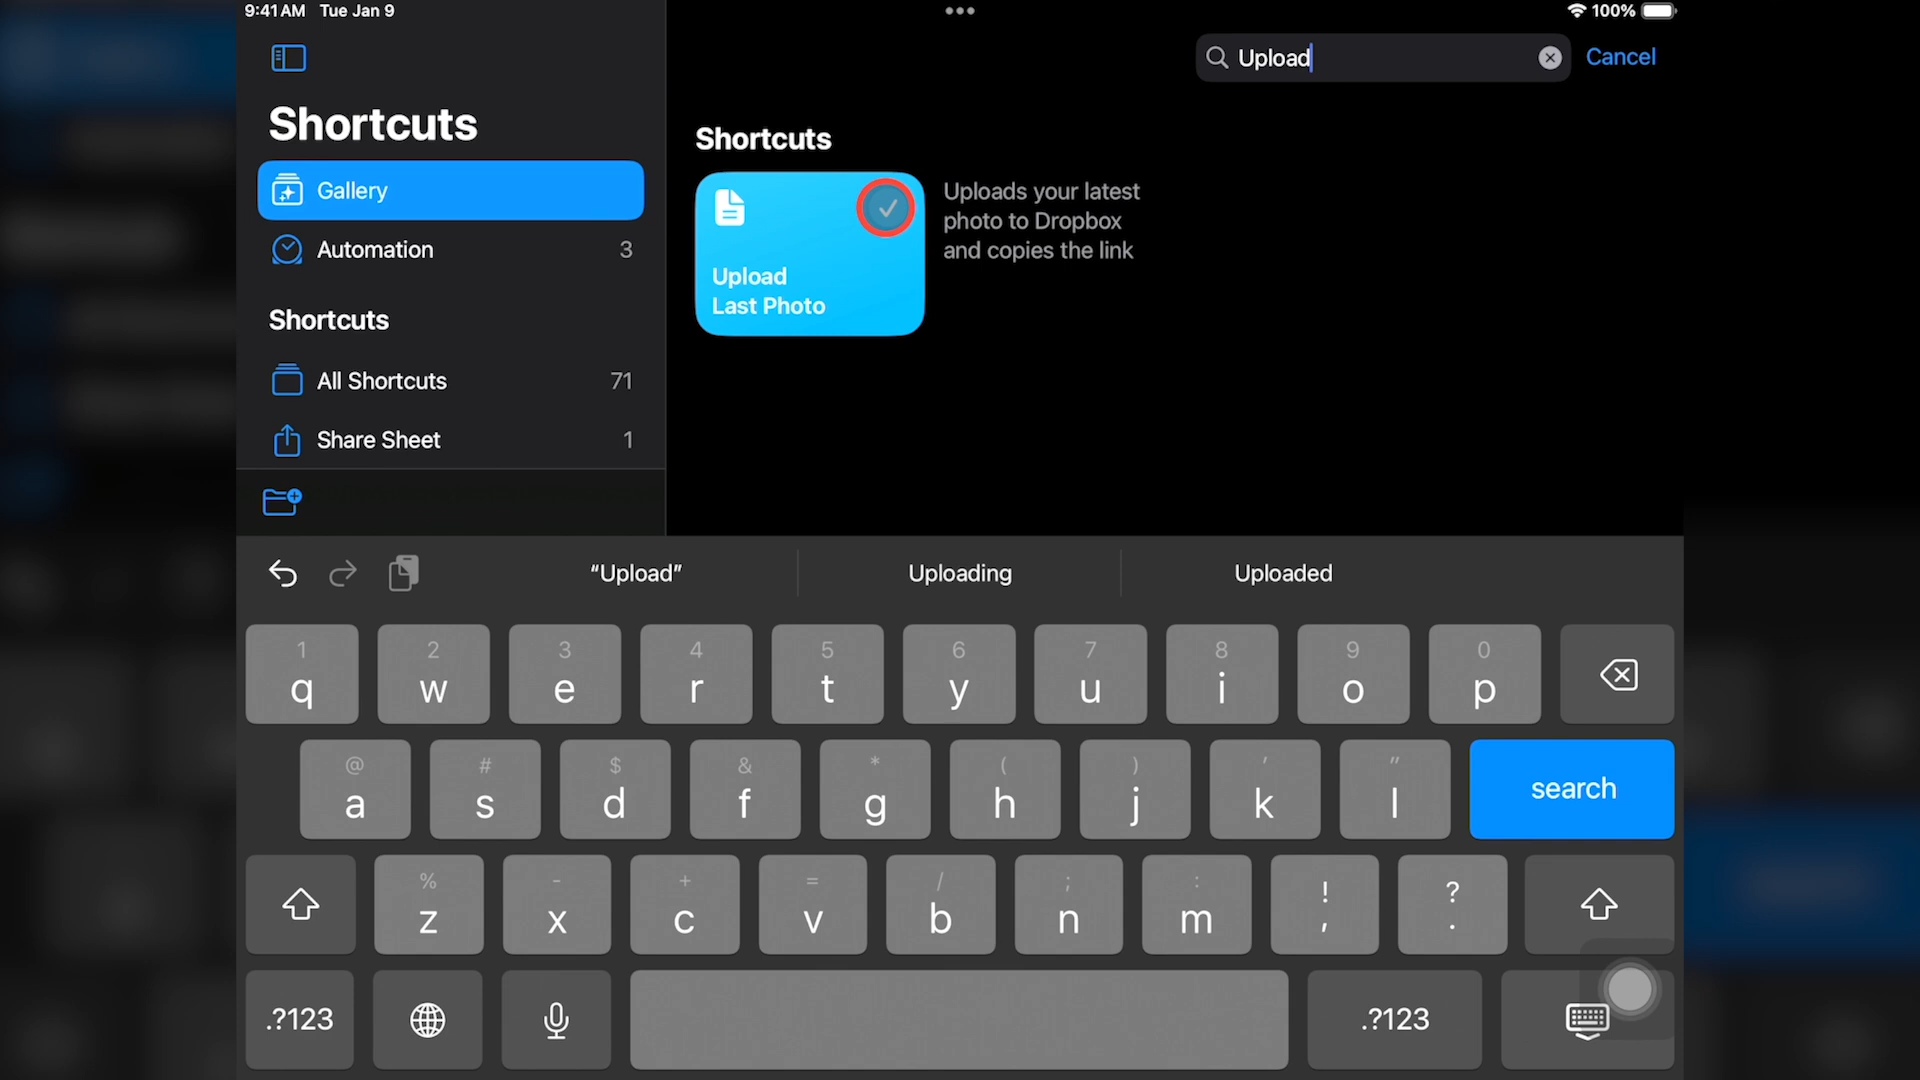 9:41 AM Tue Jan 9
100%
Upload
Cancel
Shortcuts
Gallery
Automation 3
Shortcuts
All Shortcuts 71
Share Sheet 1
Shortcuts
Upload
Last Photo
Uploads your latest
photo to Dropbox
and copies the link
“Upload” Uploading Uploaded
1 2 3 4 5 6 7 8 9 0
q w e r t y u i o p
@ # $ & * ( ) ' "
a s d f g h j k l search
% - + = / ; : ! ?
z x c v b n m , .
.?123 .?123